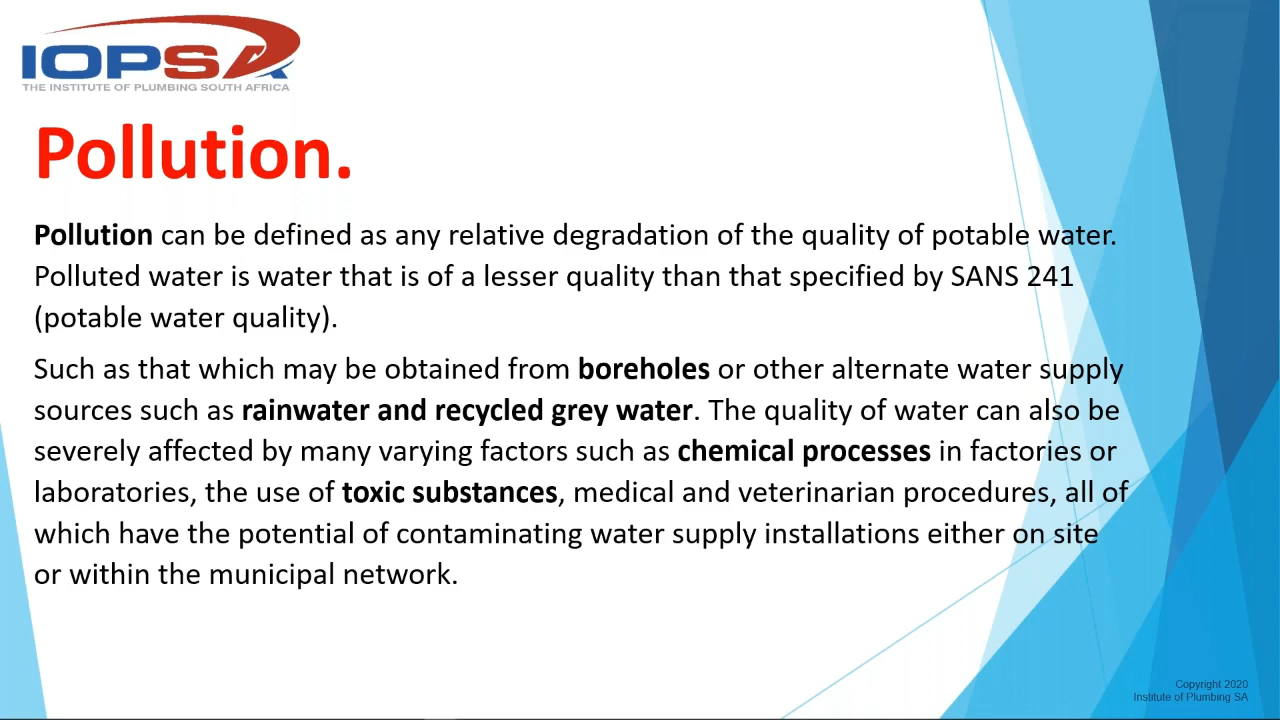 IOPSA
THE INSTITUTE OF PLUMBING SOUTH AFRICA
Pollution.
Pollution can be defined as any relative degradation of the quality of potable water.
Polluted water is water that is of a lesser quality than that specified by SANS 241
(potable water quality).
Such as that which may be obtained from boreholes or other alternate water supply
sources such as rainwater and recycled grey water. The quality of water can also be
severely affected by many varying factors such as chemical processes in factories or
laboratories, the use of toxic substances, medical and veterinarian procedures, all of
which have the potential of contaminating water supply installations either on site
or within the municipal network.
Copyright 2020
Institute of Plumbing SA